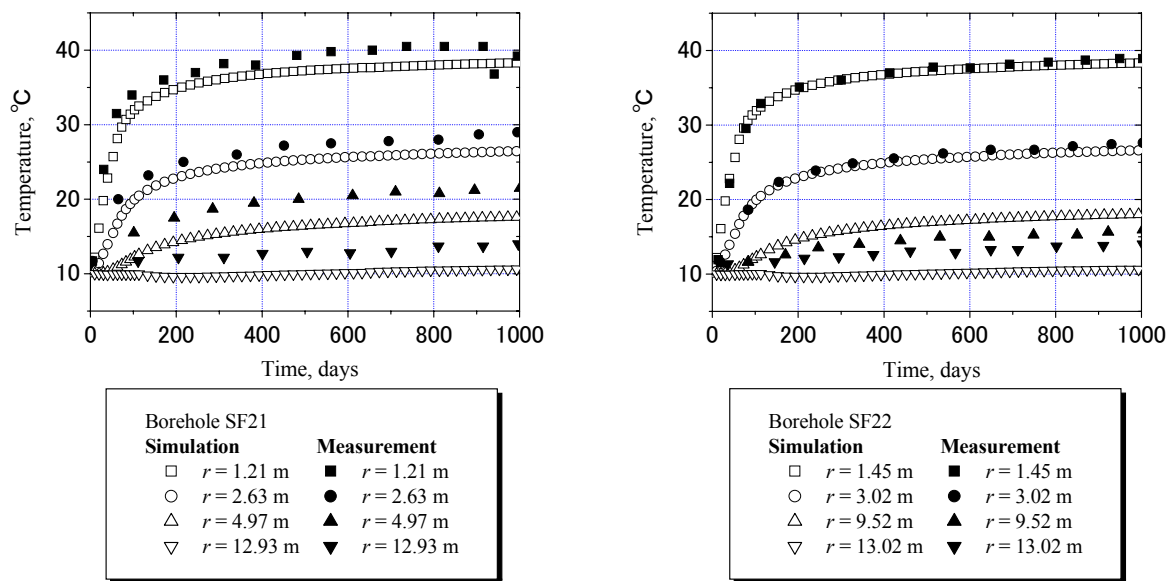 40
30
20
10
Temperature, °C
0
200
400
600
800
1000
Time, days
Borehole SF21
Simulation Measurement
r = 1.21 m r = 1.21 m
r = 2.63 m r = 2.63 m
r = 4.97 m r = 4.97 m
r = 12.93 m r = 12.93 m
40
30
20
10
Temperature, °C
0
200
400
600
800
1000
Time, days
Borehole SF22
Simulation Measurement
r = 1.45 m r = 1.45 m
r = 3.02 m r = 3.02 m
r = 9.52 m r = 9.52 m
r = 13.02 m r = 13.02 m